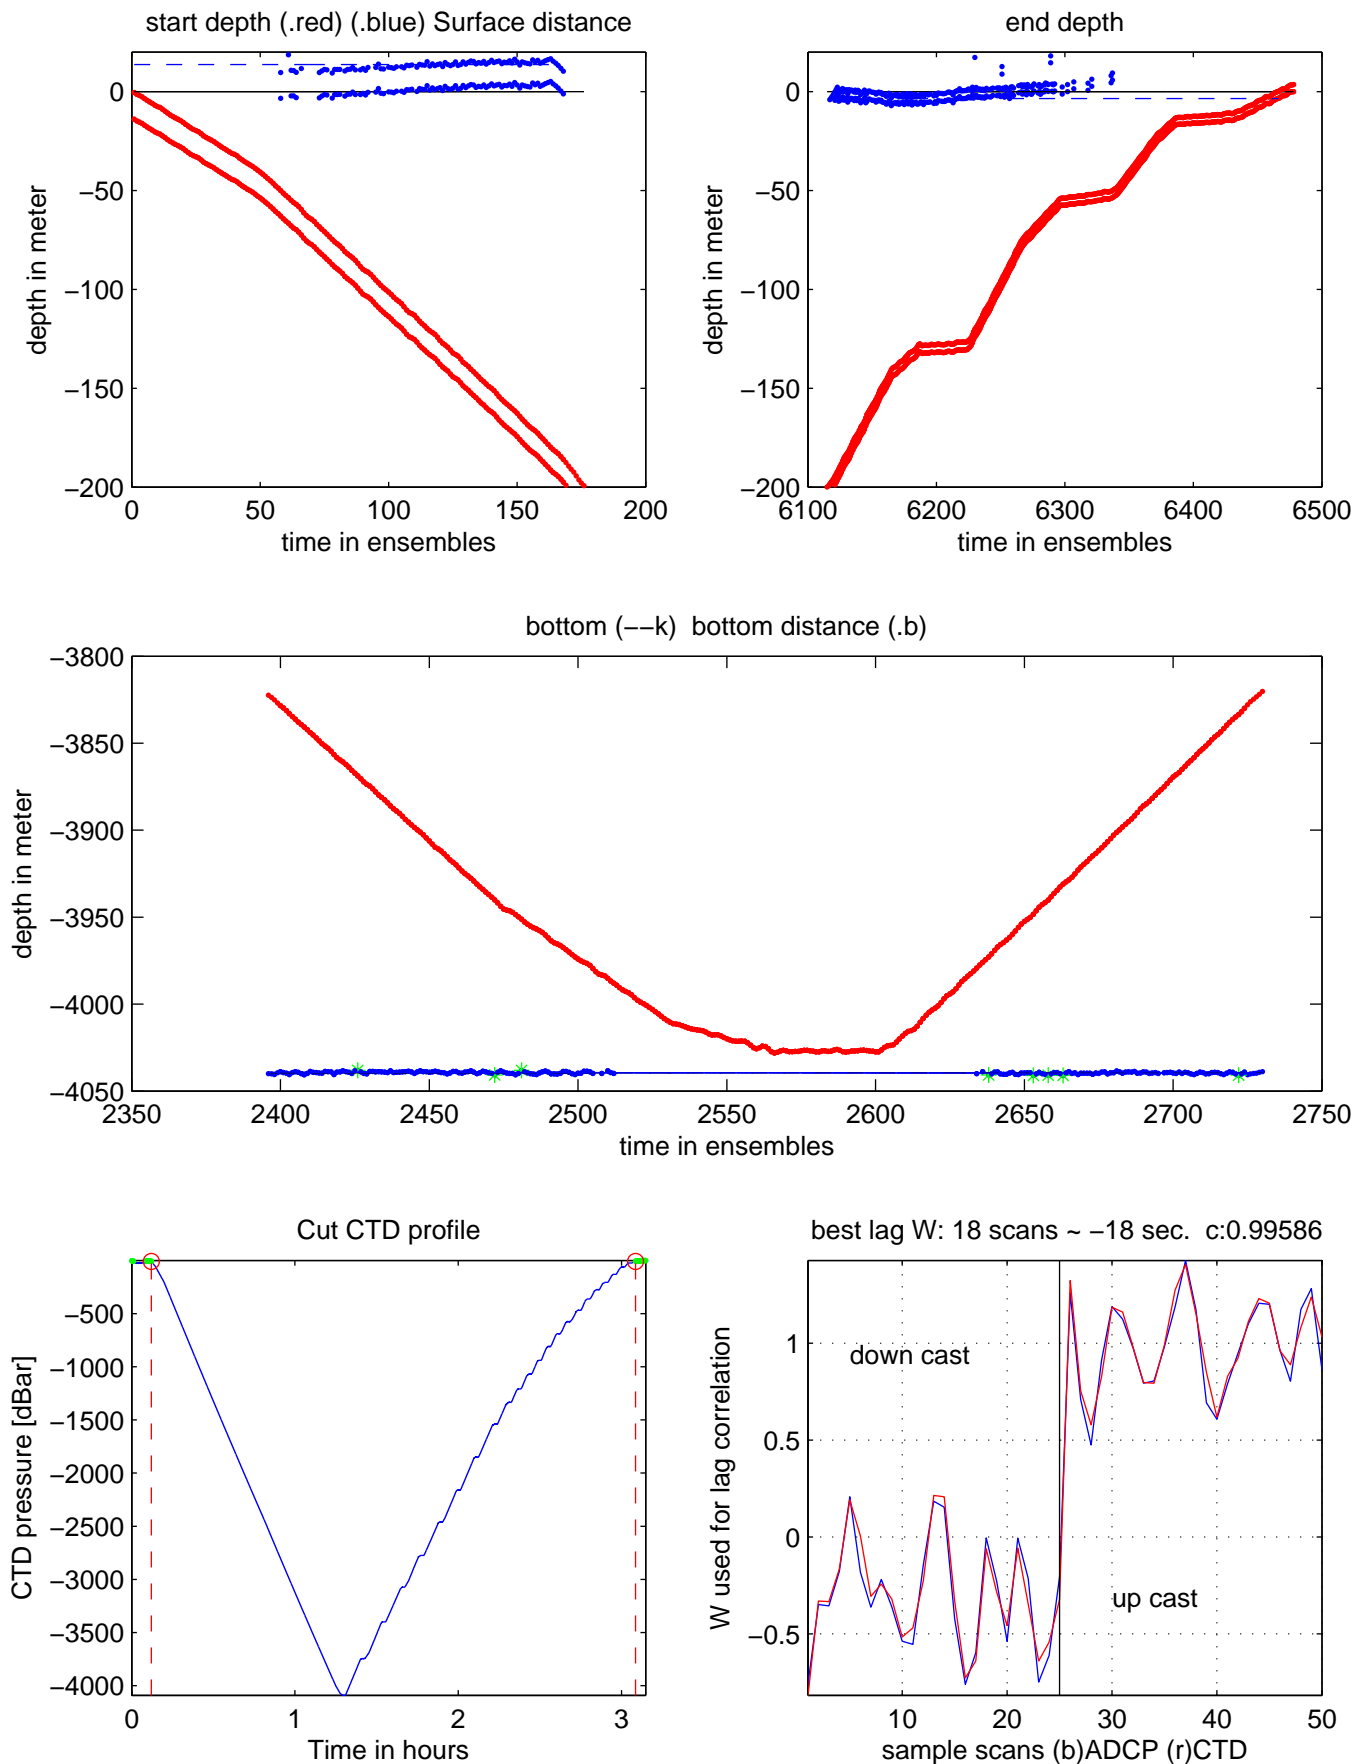 start depth (.red) (.blue) Surface distance
0
−50
−100
−150
−200
depth in meter
0 50 100 150 200
time in ensembles
end depth
0
−50
−100
−150
−200
depth in meter
6100 6200 6300 6400 6500
time in ensembles
bottom (−−k) bottom distance (.b)
−3800
−3850
−3900
−3950
−4000
−4050
depth in meter
2350 2400 2450 2500 2550 2600 2650 2700 2750
time in ensembles
Cut CTD profile
−500
−1000
−1500
−2000
−2500
−3000
−3500
−4000
CTD pressure [dBar]
0 1 2 3
Time in hours
best lag W: 18 scans ~ −18 sec. c:0.99586
1
0.5
0
−0.5
W used for lag correlation
down cast
up cast
10 20 30 40 50
sample scans (b)ADCP (r)CTD